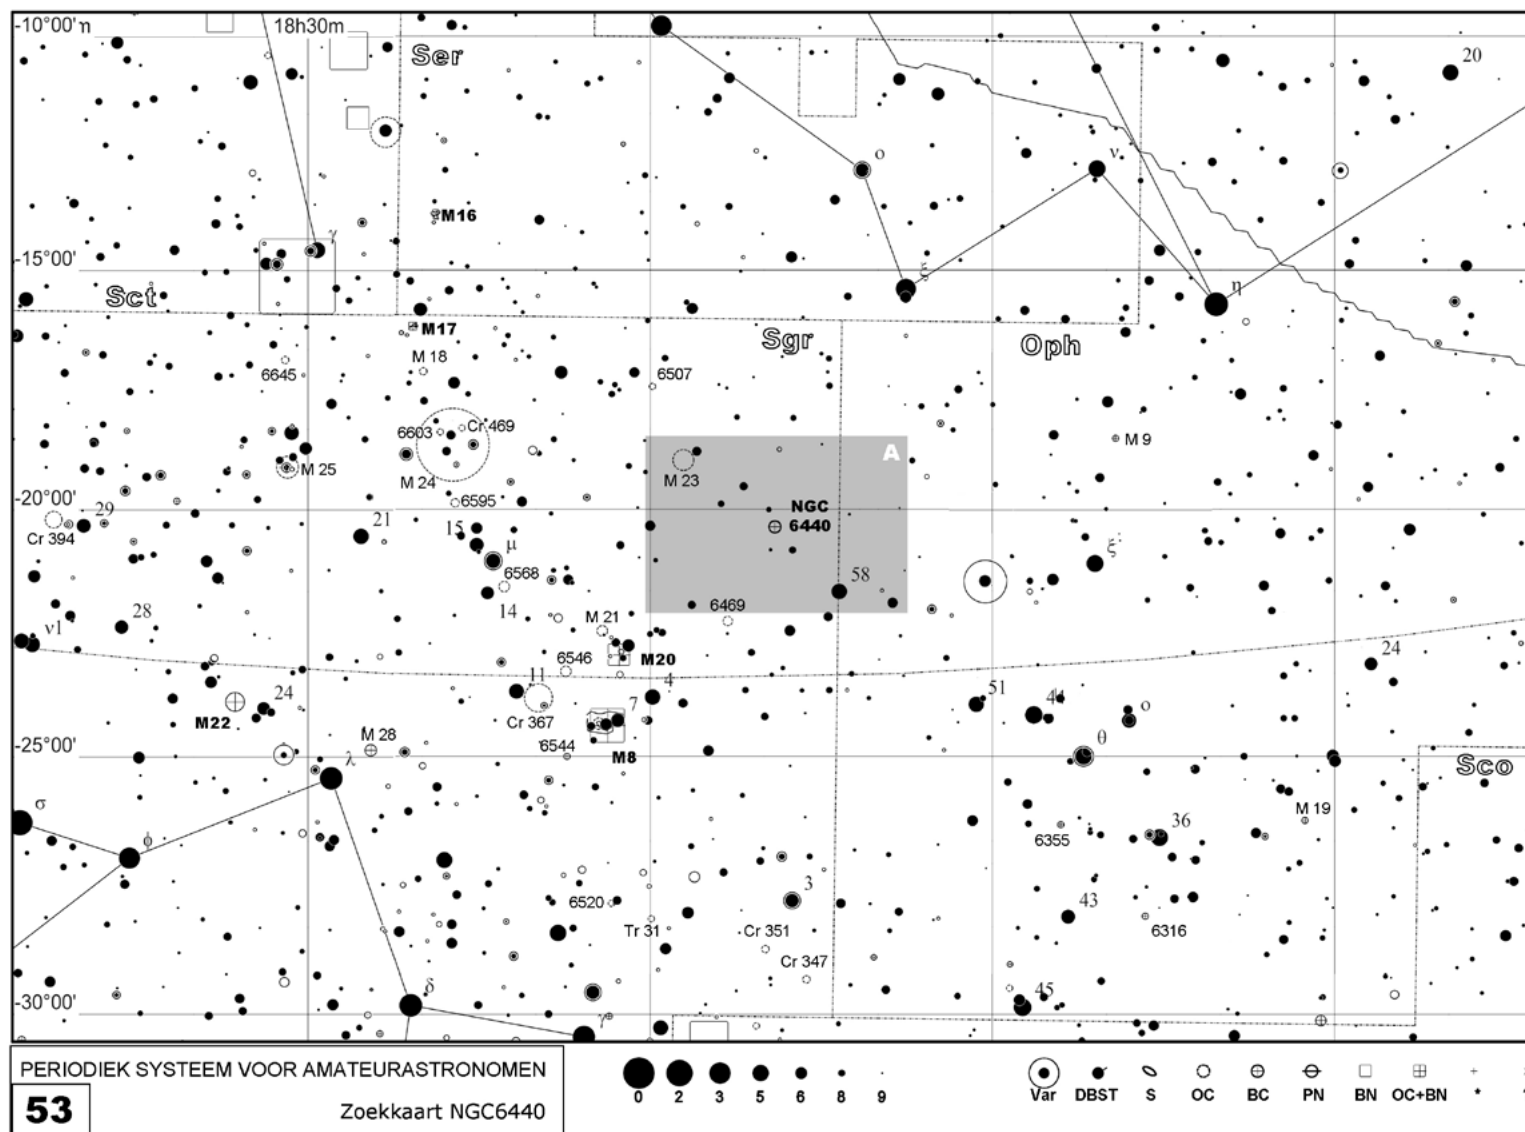 -10°00' h
18h30m
Ser
20
ο
ν
M16
γ
ξ
η
-15°00'
Sct
M17
Sgr
Oph
M 18
6645
6507
6603
Cr 469
M 9
A
M 25
M 24
M 23
-20°00'
6595
NGC
6440
29
21
15
Cr 394
μ
ξ
6568
58
28
14
M 21
6469
ν1
6546
M20
24
11
4
51
44
ο
24
M22
7
M 28
Cr 367
θ
-25°00'
6544
M8
λ
Sco
σ
M 19
φ
6355
36
3
43
6520
Tr 31
Cr 351
6316
Cr 347
-30°00'
δ
45
γ
PERIODIEK SYSTEEM VOOR AMATEURASTRONOMEN
53
Zoekkaart NGC6440
0 2 3 5 6 8 9
Var DBST S OC BC PN BN OC+BN *